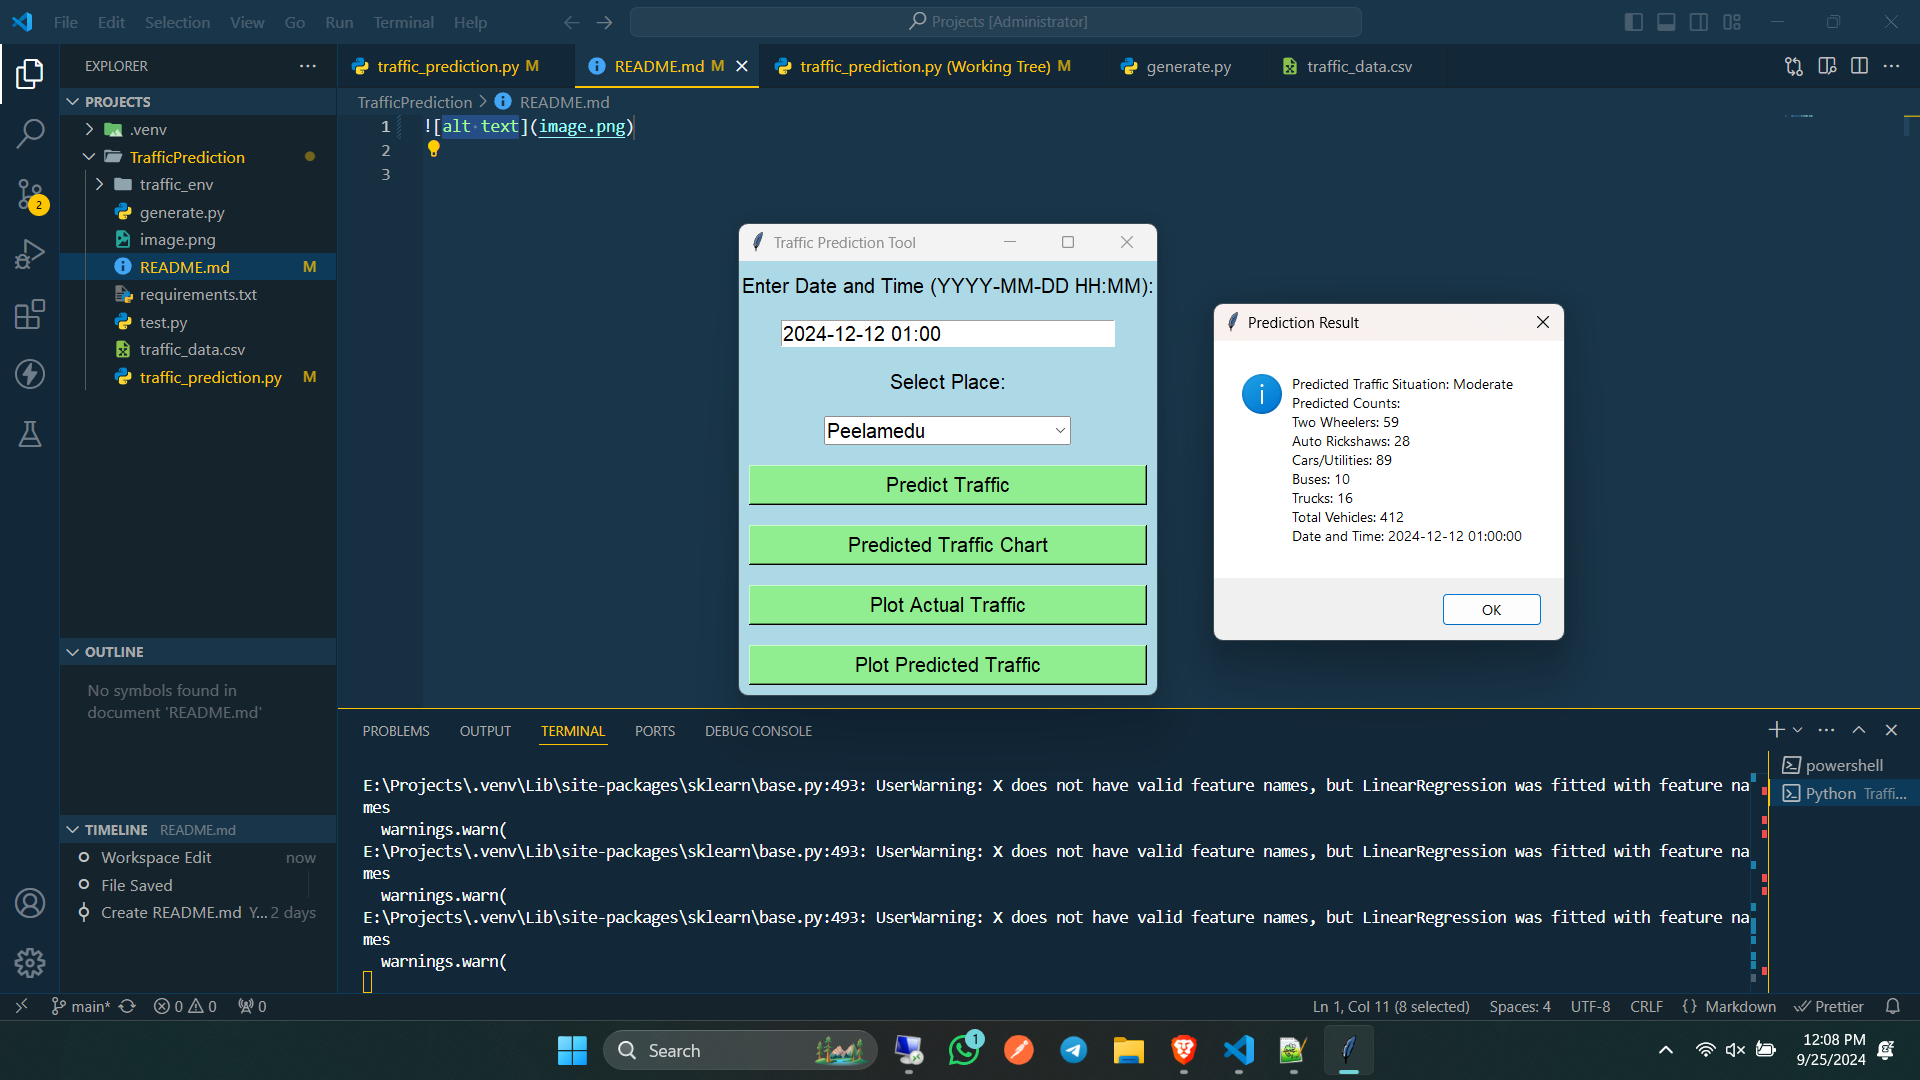 File Edit Selection View Go Run Terminal Help
Projects [Administrator]
EXPLORER
traffic_prediction.py M
README.md M
traffic_prediction.py (Working Tree) M
generate.py
traffic_data.csv
PROJECTS
.venv
TrafficPrediction
traffic_env
generate.py
image.png
README.md M
requirements.txt
test.py
traffic_data.csv
traffic_prediction.py M
TrafficPrediction > README.md
1 ![alt text](image.png)
2
3
Traffic Prediction Tool
Enter Date and Time (YYYY-MM-DD HH:MM):
2024-12-12 01:00
Select Place:
Peelamedu
Predict Traffic
Predicted Traffic Chart
Plot Actual Traffic
Plot Predicted Traffic
Prediction Result
Predicted Traffic Situation: Moderate
Predicted Counts:
Two Wheelers: 59
Auto Rickshaws: 28
Cars/Utilities: 89
Buses: 10
Trucks: 16
Total Vehicles: 412
Date and Time: 2024-12-12 01:00:00
OK
OUTLINE
No symbols found in
document 'README.md'
TIMELINE README.md
Workspace Edit now
File Saved
Create README.md Y... 2 days
PROBLEMS OUTPUT TERMINAL PORTS DEBUG CONSOLE
E:\Projects\.venv\Lib\site-packages\sklearn\base.py:493: UserWarning: X does not have valid feature names, but LinearRegression was fitted with feature na
mes
warnings.warn(
E:\Projects\.venv\Lib\site-packages\sklearn\base.py:493: UserWarning: X does not have valid feature names, but LinearRegression was fitted with feature na
mes
warnings.warn(
E:\Projects\.venv\Lib\site-packages\sklearn\base.py:493: UserWarning: X does not have valid feature names, but LinearRegression was fitted with feature na
mes
warnings.warn(
powershell
Python Traffi...
2
main* 0 0 0
Ln 1, Col 11 (8 selected) Spaces: 4 UTF-8 CRLF {} Markdown Prettier
Search
1
12:08 PM
9/25/2024